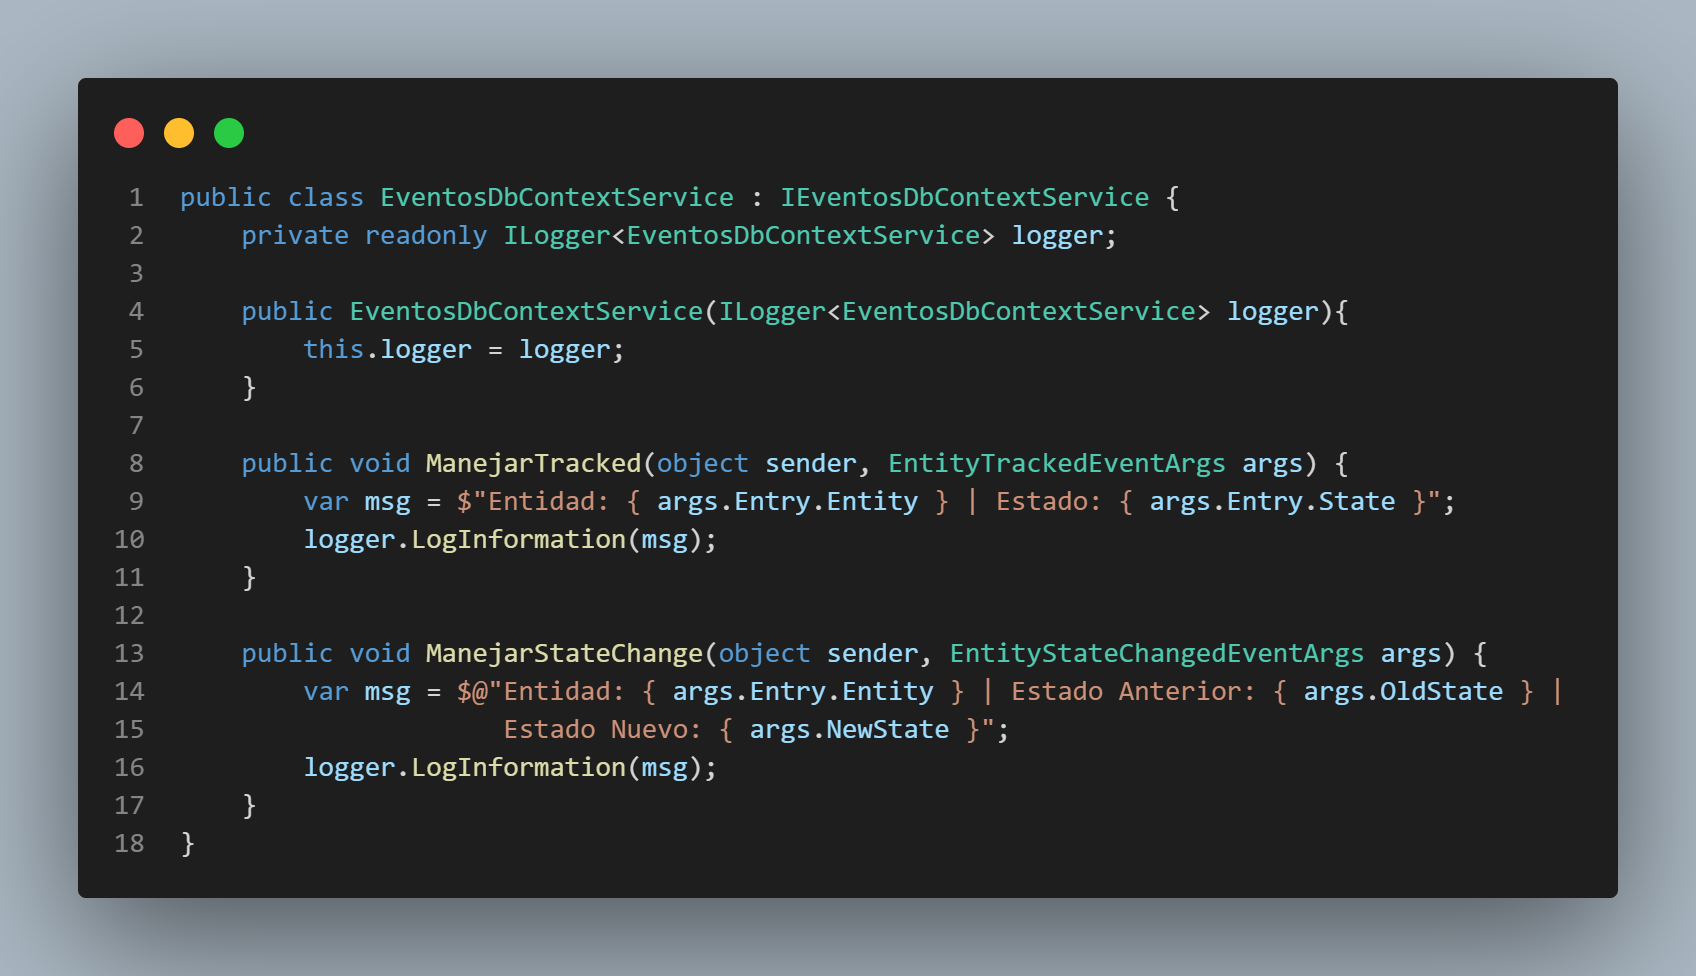 1 public class EventosDbContextService : IEventosDbContextService {
2     private readonly ILogger<EventosDbContextService> logger;
3
4     public EventosDbContextService(ILogger<EventosDbContextService> logger){
5         this.logger = logger;
6     }
7
8     public void ManejarTracked(object sender, EntityTrackedEventArgs args) {
9         var msg = $"Entidad: { args.Entry.Entity } | Estado: { args.Entry.State }";
10         logger.LogInformation(msg);
11     }
12
13     public void ManejarStateChange(object sender, EntityStateChangedEventArgs args) {
14         var msg = $@"Entidad: { args.Entry.Entity } | Estado Anterior: { args.OldState } |
15                      Estado Nuevo: { args.NewState }";
16         logger.LogInformation(msg);
17     }
18 }